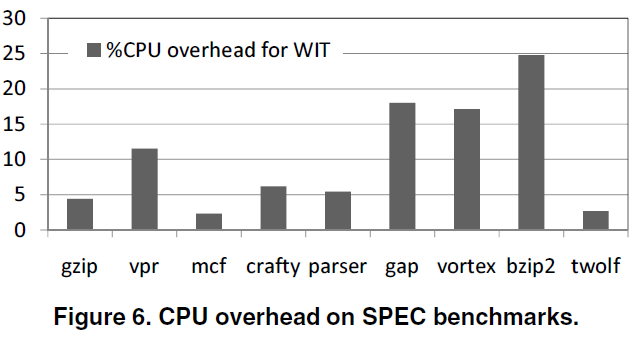 30
25
20
15
10
5
0
%CPU overhead for WIT
gzip vpr mcf crafty parser gap vortex bzip2 twolf
Figure 6. CPU overhead on SPEC benchmarks.